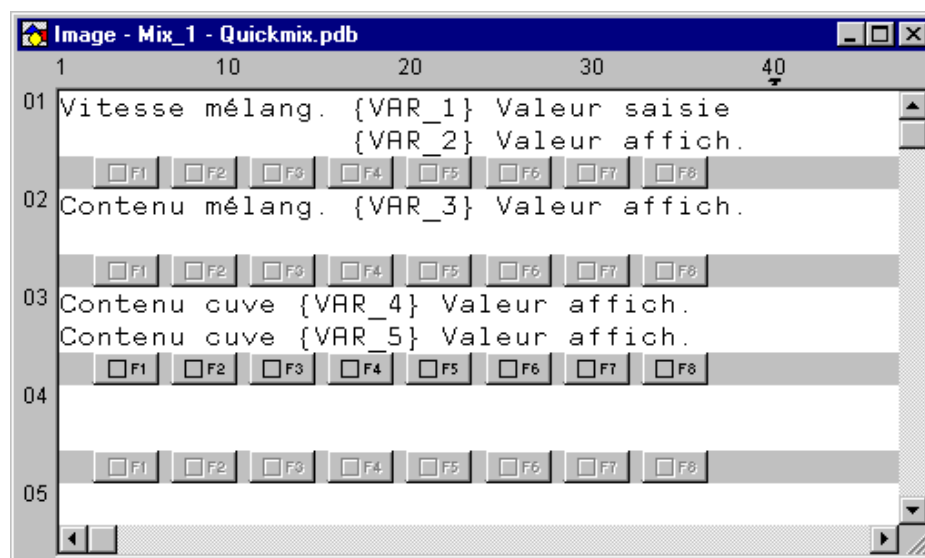 Image - Mix_1 - Quickmix.pdb
1 10 20 30 40
01 Vitesse mélang. {VAR_1} Valeur saisie
{VAR_2} Valeur affich.
F1 F2 F3 F4 F5 F6 F7 F8
02 Contenu mélang. {VAR_3} Valeur affich.
F1 F2 F3 F4 F5 F6 F7 F8
03 Contenu cuve {VAR_4} Valeur affich.
Contenu cuve {VAR_5} Valeur affich.
F1 F2 F3 F4 F5 F6 F7 F8
04
F1 F2 F3 F4 F5 F6 F7 F8
05